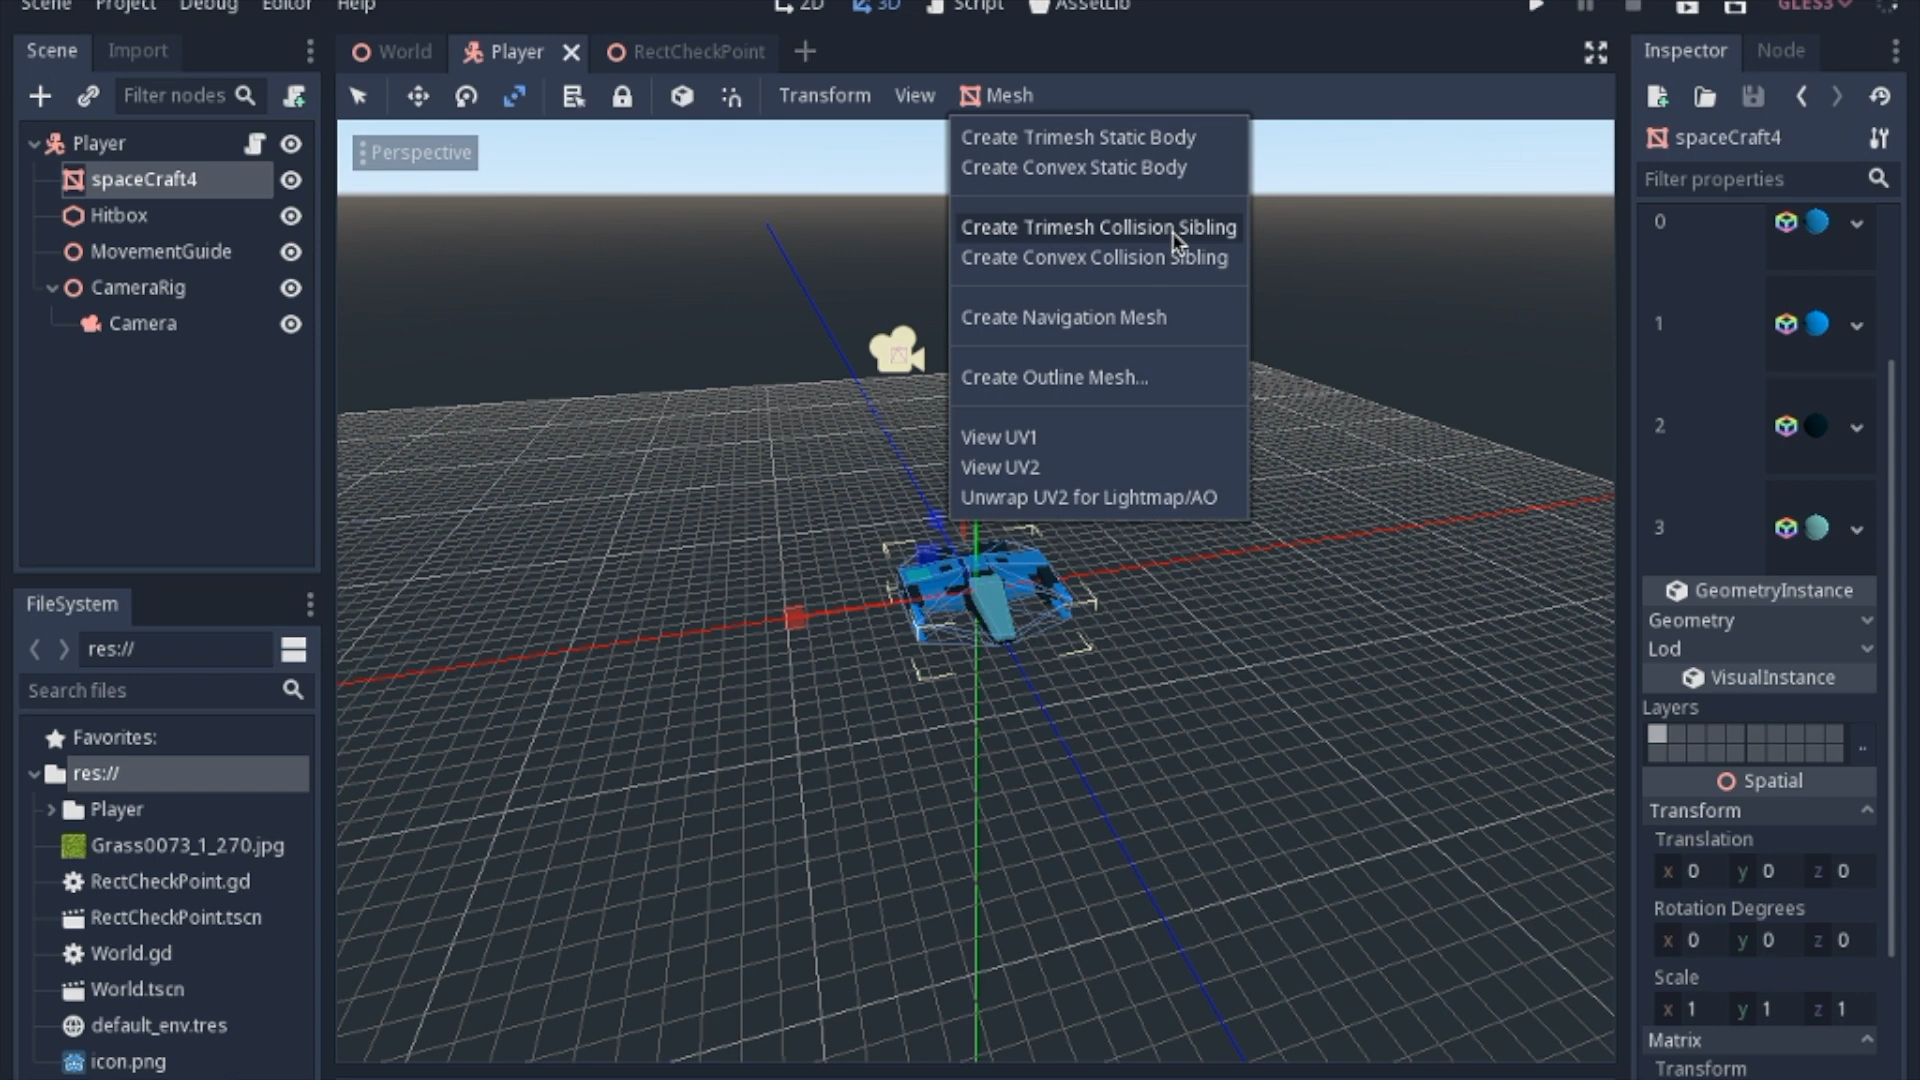 Scene Project Debug Editor Help
2D 3D Script AssetLib
GLES3
Scene Import
World Player RectCheckPoint
Inspector Node
Filter nodes
Transform View Mesh
Player
spaceCraft4
Hitbox
MovementGuide
CameraRig
Camera
Perspective
Create Trimesh Static Body
Create Convex Static Body
Create Trimesh Collision Sibling
Create Convex Collision Sibling
Create Navigation Mesh
Create Outline Mesh...
View UV1
View UV2
Unwrap UV2 for Lightmap/AO
spaceCraft4
Filter properties
0
1
2
3
GeometryInstance
Geometry
Lod
VisualInstance
Layers
..
Spatial
Transform
Translation
x 0 y 0 z 0
Rotation Degrees
x 0 y 0 z 0
Scale
x 1 y 1 z 1
Matrix
Transform
FileSystem
res://
Search files
Favorites:
res://
Player
Grass0073_1_270.jpg
RectCheckPoint.gd
RectCheckPoint.tscn
World.gd
World.tscn
default_env.tres
icon.png